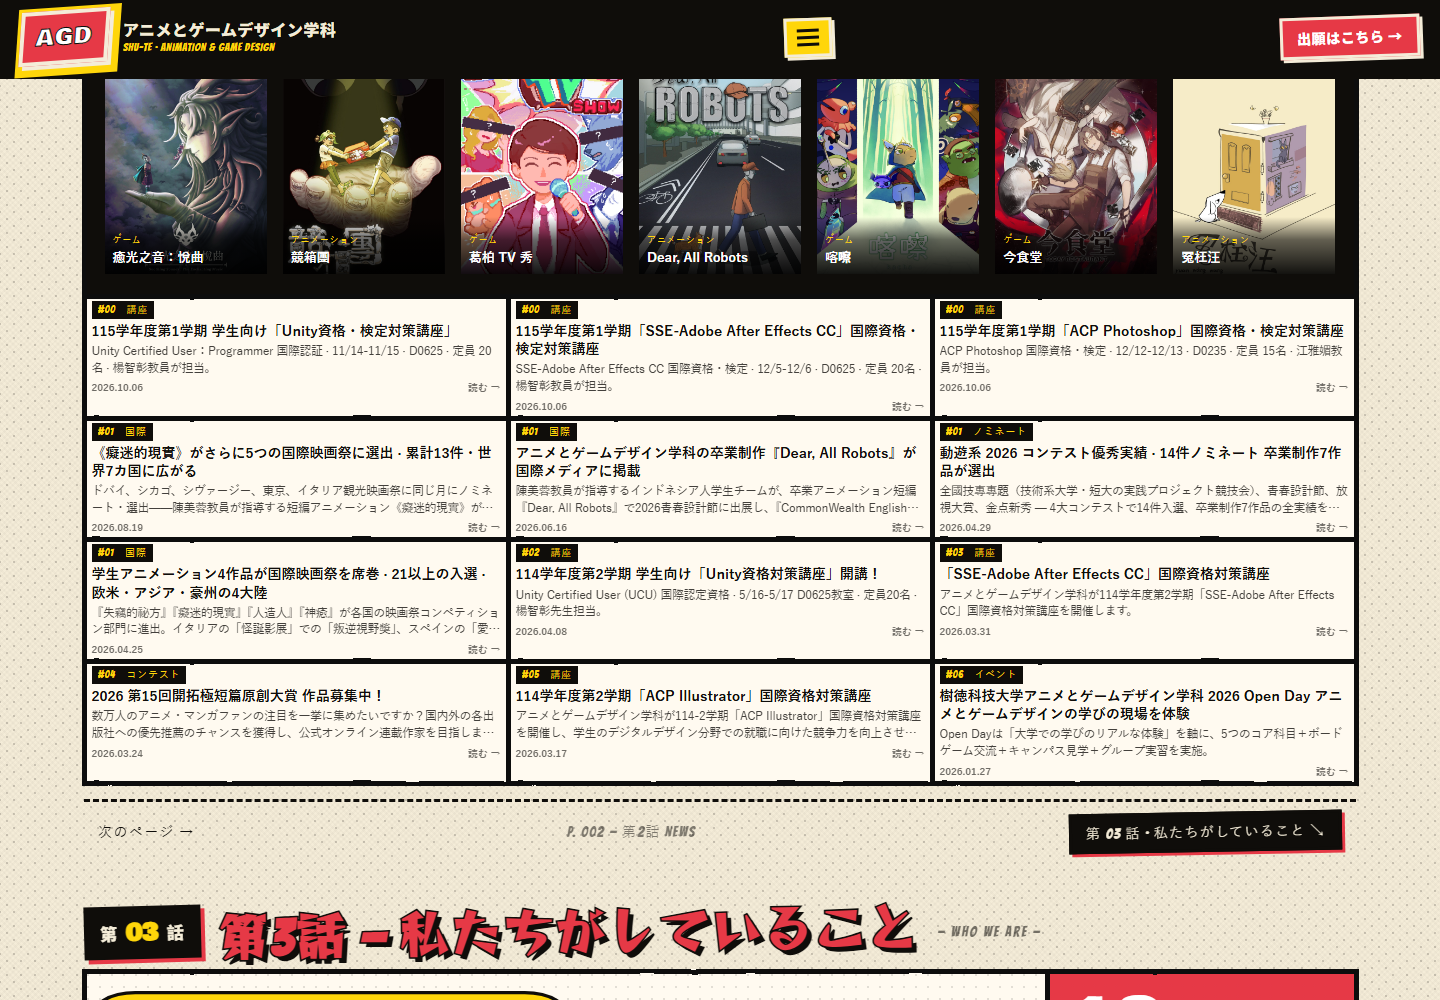 AGD
アニメとゲームデザイン学科
SHU-TE · ANIMATION & GAME DESIGN
出願はこちら →
ゲーム
癒光之音：悅曲
アニメーション
競箱團
TV
SHOW
ゲーム
葛柏 TV 秀
ROBOTS
アニメーション
Dear, All Robots
ゲーム
喀嚓
ゲーム
今食堂
アニメーション
冤枉汪
#00 講座
115学年度第1学期 学生向け「Unity資格・検定対策講座」
Unity Certified User：Programmer 国際認証 · 11/14-11/15 · D0625 · 定員 20
名 · 楊智彰教員が担当。
2026.10.06
読む →
#00 講座
115学年度第1学期「SSE-Adobe After Effects CC」国際資格・
検定対策講座
SSE-Adobe After Effects CC 国際資格・検定 · 12/5-12/6 · D0625 · 定員 20名 ·
楊智彰教員が担当。
2026.10.06
読む →
#00 講座
115学年度第1学期「ACP Photoshop」国際資格・検定対策講座
ACP Photoshop 国際資格・検定 · 12/12-12/13 · D0235 · 定員 15名 · 江雅媚教
員が担当。
2026.10.06
読む →
#01 国際
《癡迷的現實》がさらに5つの国際映画祭に選出 · 累計13件・世
界7カ国に広がる
ドバイ、シカゴ、シヴァージー、東京、イタリア観光映画祭に同じ月にノミネ
ート・選出——陳美蓉教員が指導する短編アニメーション《癡迷的現實》が…
2026.08.19
読む →
#01 国際
アニメとゲームデザイン学科の卒業制作『Dear, All Robots』が
国際メディアに掲載
陳美蓉教員が指導するインドネシア人学生チームが、卒業アニメーション短編
『Dear, All Robots』で2026青春設計節に出展し、『CommonWealth English…
2026.06.16
読む →
#01 ノミネート
動遊系 2026 コンテスト優秀実績 · 14件ノミネート 卒業制作7作
品が選出
全國技專專題（技術系大学・短大の実践プロジェクト競技会）、青春設計節、放
視大賞、金点新秀 — 4大コンテストで14件入選、卒業制作7作品の全実績を…
2026.04.29
読む →
#01 国際
学生アニメーション4作品が国際映画祭を席巻 · 21以上の入選 ·
欧米・アジア・豪州の4大陸
『失竊的祕方』『癡迷的現實』『人造人』『神癒』が各国の映画祭コンペティショ
ン部門に進出。イタリアの「怪誕影展」での「叛逆視野獎」、スペインの「愛…
2026.04.25
読む →
#02 講座
114学年度第2学期 学生向け「Unity資格対策講座」開講！
Unity Certified User (UCU) 国際認定資格 · 5/16-5/17 D0625教室 · 定員20名 ·
楊智彰先生担当。
2026.04.08
読む →
#03 講座
「SSE-Adobe After Effects CC」国際資格対策講座
アニメとゲームデザイン学科が114学年度第2学期「SSE-Adobe After Effects
CC」国際資格対策講座を開催します。
2026.03.31
読む →
#04 コンテスト
2026 第15回開拓極短篇原創大賞 作品募集中！
数万人のアニメ・マンガファンの注目を一挙に集めたいですか？国内外の各出
版社への優先推薦のチャンスを獲得し、公式オンライン連載作家を目指しま…
2026.03.24
読む →
#05 講座
114学年度第2学期「ACP Illustrator」国際資格対策講座
アニメとゲームデザイン学科が114-2学期「ACP Illustrator」国際資格対策講座
を開催し、学生のデジタルデザイン分野での就職に向けた競争力を向上させ…
2026.03.17
読む →
#06 イベント
樹徳科技大学アニメとゲームデザイン学科 2026 Open Day アニ
メとゲームデザインの学びの現場を体験
Open Dayは「大学での学びのリアルな体験」を軸に、5つのコア科目＋ボード
ゲーム交流＋キャンパス見学＋グループ実習を実施。
2026.01.27
読む →
次のページ →
P. 002 — 第2話 NEWS
第 03 話・私たちがしていること ↘
第 03 話
第3話 — 私たちがしていること
— WHO WE ARE —